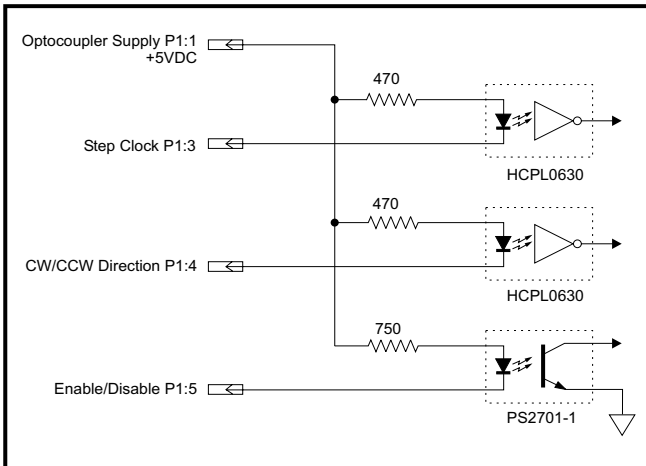 Optocoupler Supply P1:1
+5VDC
470
Step Clock P1:3
HCPL0630
470
CW/CCW Direction P1:4
HCPL0630
750
Enable/Disable P1:5
PS2701-1